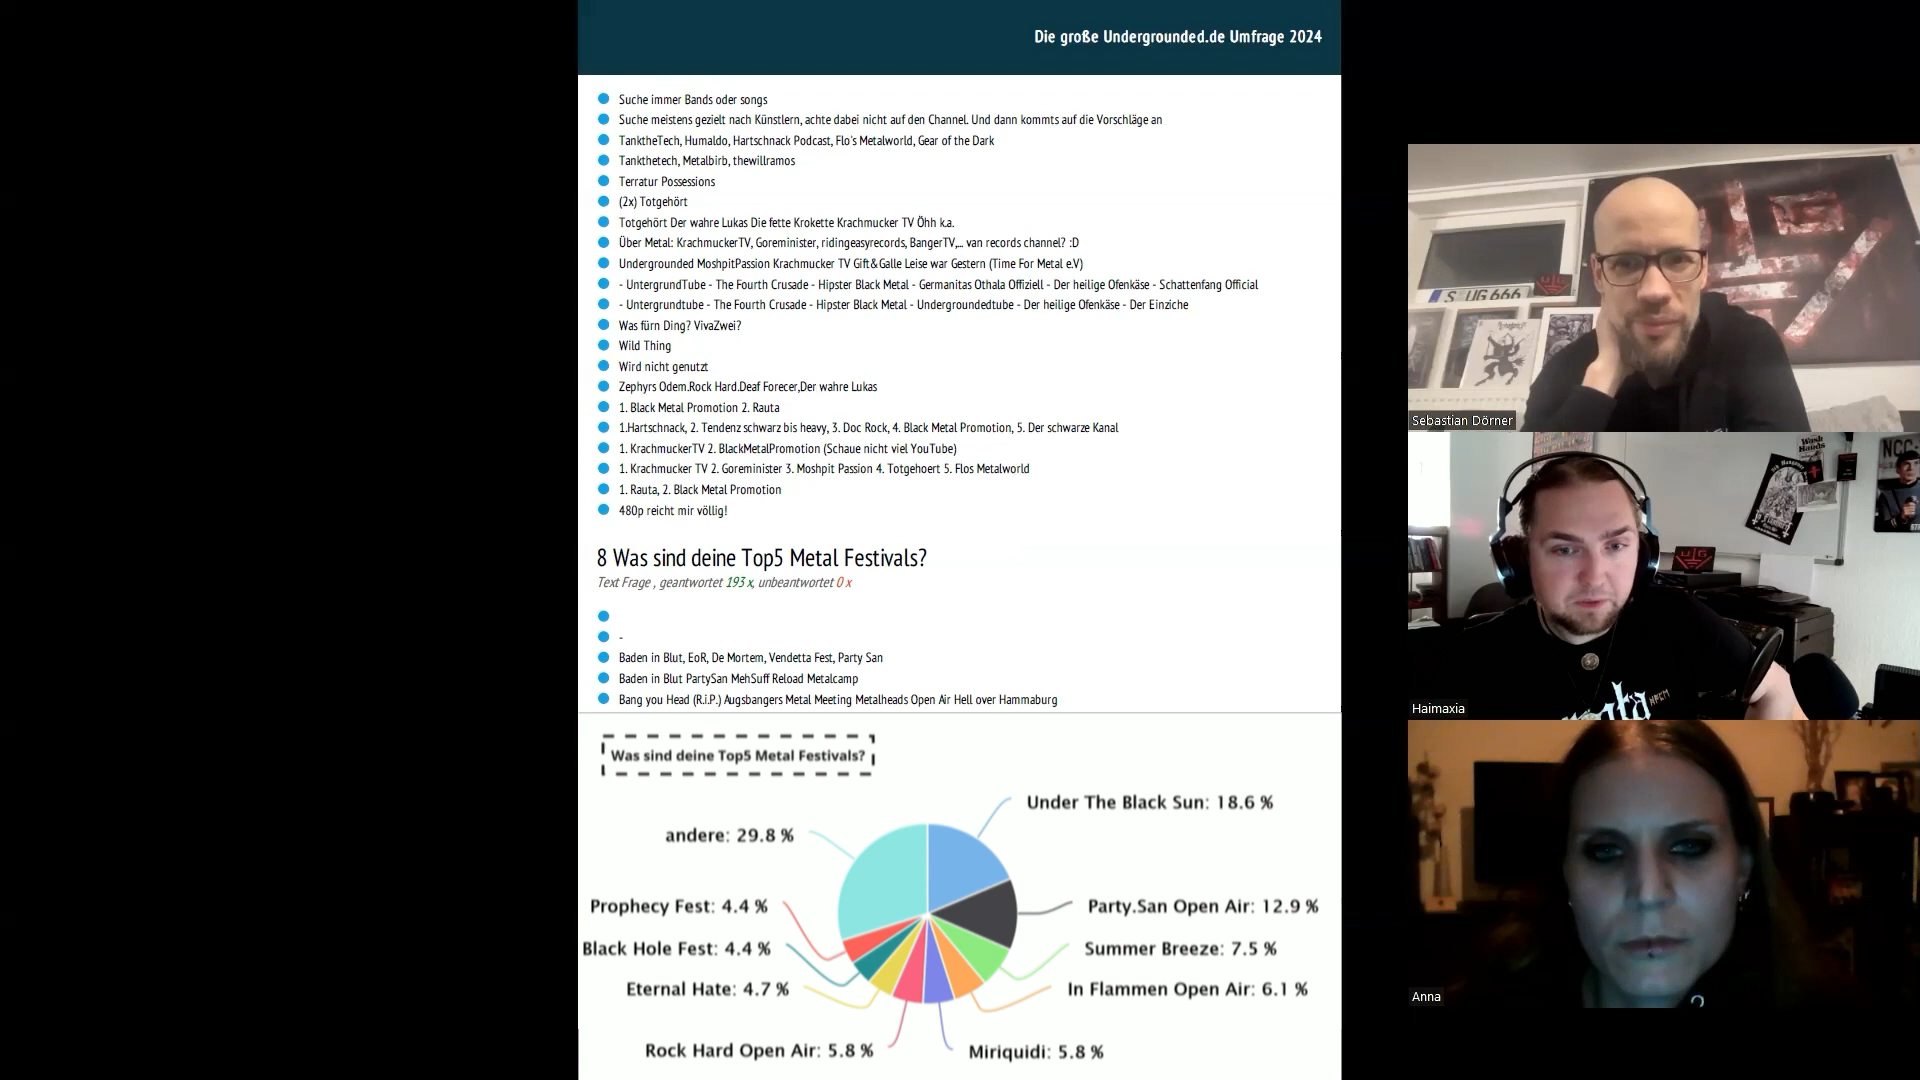 Die große Undergrounded.de Umfrage 2024
Suche immer Bands oder songs
Suche meistens gezielt nach Künstlern, achte dabei nicht auf den Channel. Und dann kommts auf die Vorschläge an
TanktheTech, Humaldo, Hartschnack Podcast, Flo's Metalworld, Gear of the Dark
Tankthetech, Metalbirb, thewillramos
Terratur Possessions
(2x) Totgehört
Totgehört Der wahre Lukas Die fette Krokette Krachmucker TV Öhh k.a.
Über Metal: KrachmuckerTV, Goreminister, ridingeasyrecords, BangerTV,... van records channel? :D
Undergrounded MoshpitPassion Krachmucker TV Gift&Galle Leise war Gestern (Time For Metal e.V)
- UntergrundTube - The Fourth Crusade - Hipster Black Metal - Germanitas Othala Offiziell - Der heilige Ofenkäse - Schattenfang Official
- Untergrundtube - The Fourth Crusade - Hipster Black Metal - Undergroundedtube - Der heilige Ofenkäse - Der Einziche
Was fürn Ding? VivaZwei?
Wild Thing
Wird nicht genutzt
Zephyrs Odem.Rock Hard.Deaf Forecer,Der wahre Lukas
1. Black Metal Promotion 2. Rauta
1.Hartschnack, 2. Tendenz schwarz bis heavy, 3. Doc Rock, 4. Black Metal Promotion, 5. Der schwarze Kanal
1. KrachmuckerTV 2. BlackMetalPromotion (Schaue nicht viel YouTube)
1. Krachmucker TV 2. Goreminister 3. Moshpit Passion 4. Totgehoert 5. Flos Metalworld
1. Rauta, 2. Black Metal Promotion
480p reicht mir völlig!
8 Was sind deine Top5 Metal Festivals?
Text Frage , geantwortet 193 x, unbeantwortet 0 x
-
Baden in Blut, EoR, De Mortem, Vendetta Fest, Party San
Baden in Blut PartySan MehSuff Reload Metalcamp
Bang you Head (R.i.P.) Augsbangers Metal Meeting Metalheads Open Air Hell over Hammaburg
Was sind deine Top5 Metal Festivals?
Under The Black Sun: 18.6 %
andere: 29.8 %
Prophecy Fest: 4.4 %
Party.San Open Air: 12.9 %
Black Hole Fest: 4.4 %
Summer Breeze: 7.5 %
Eternal Hate: 4.7 %
In Flammen Open Air: 6.1 %
Rock Hard Open Air: 5.8 %
Miriquidi: 5.8 %
S UG 666
Sebastian Dörner
Wash
Hands
NCC-
Haimaxia
Anna